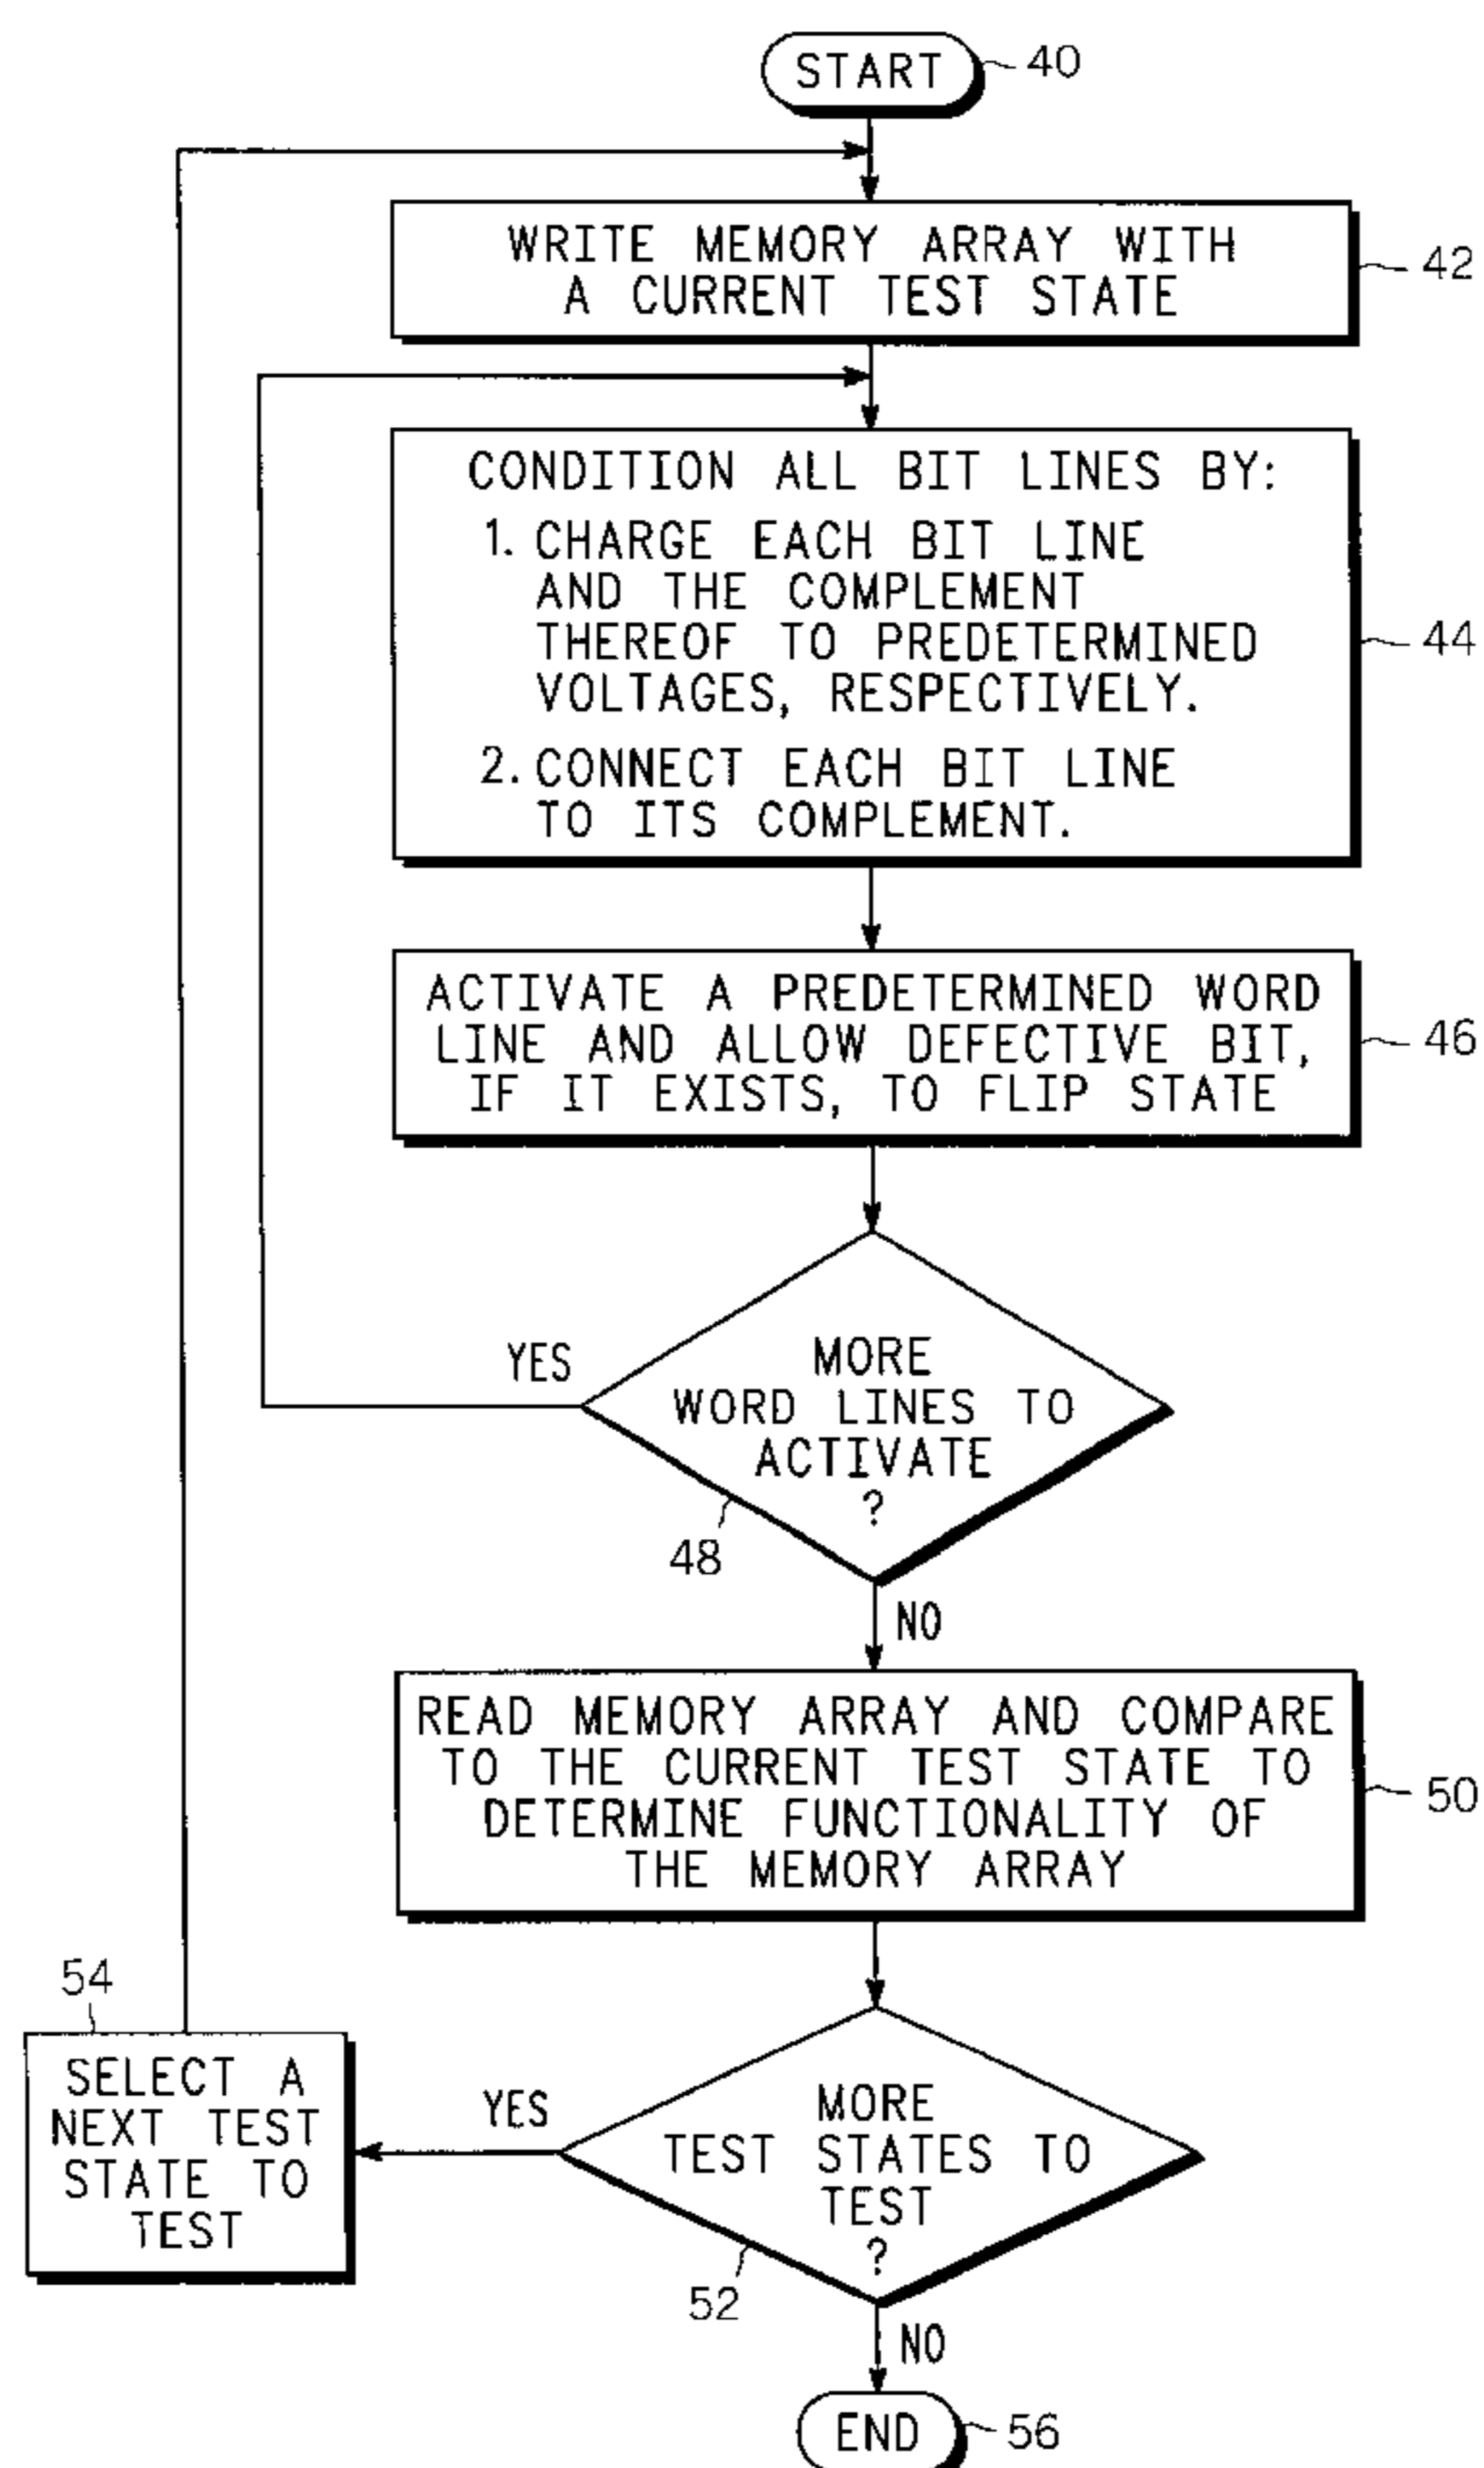 START
40
WRITE MEMORY ARRAY WITH
A CURRENT TEST STATE
42
CONDITION ALL BIT LINES BY:
1. CHARGE EACH BIT LINE
AND THE COMPLEMENT
THEREOF TO PREDETERMINED
VOLTAGES, RESPECTIVELY.
44
2. CONNECT EACH BIT LINE
TO ITS COMPLEMENT.
ACTIVATE A PREDETERMINED WORD
LINE AND ALLOW DEFECTIVE BIT,
IF IT EXISTS, TO FLIP STATE
46
YES
MORE
WORD LINES TO
ACTIVATE
?
48
NO
READ MEMORY ARRAY AND COMPARE
TO THE CURRENT TEST STATE TO
DETERMINE FUNCTIONALITY OF
THE MEMORY ARRAY
50
54
SELECT A
NEXT TEST
STATE TO
TEST
YES
MORE
TEST STATES TO
TEST
?
52
NO
END
56